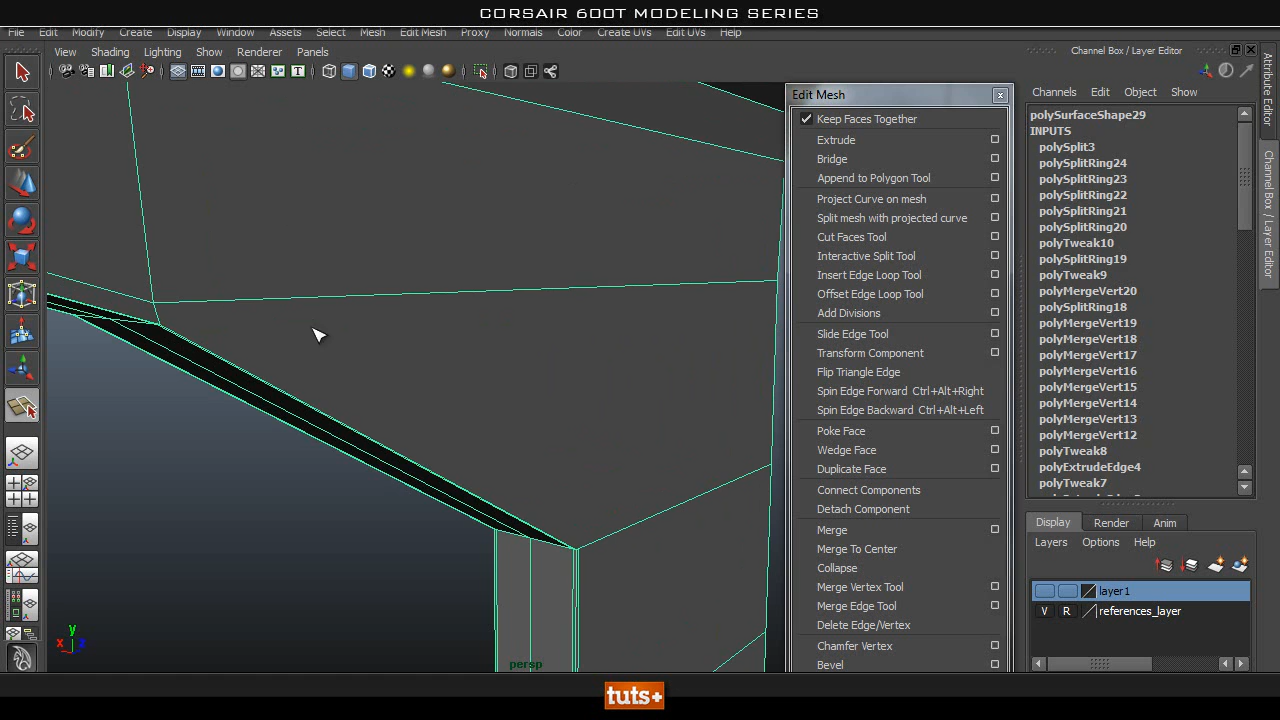 CORSAIR 600T MODELING SERIES
File Edit Modify Create Display Window Assets Select Mesh Edit Mesh Proxy Normals Color Create UVs Edit UVs Help
View Shading Lighting Show Renderer Panels
Channel Box / Layer Editor
Edit Mesh
Keep Faces Together
Extrude
Bridge
Append to Polygon Tool
Project Curve on mesh
Split mesh with projected curve
Cut Faces Tool
Interactive Split Tool
Insert Edge Loop Tool
Offset Edge Loop Tool
Add Divisions
Slide Edge Tool
Transform Component
Flip Triangle Edge
Spin Edge Forward Ctrl+Alt+Right
Spin Edge Backward Ctrl+Alt+Left
Poke Face
Wedge Face
Duplicate Face
Connect Components
Detach Component
Merge
Merge To Center
Collapse
Merge Vertex Tool
Merge Edge Tool
Delete Edge/Vertex
Chamfer Vertex
Bevel
Channels Edit Object Show
polySurfaceShape29
INPUTS
polySplit3
polySplitRing24
polySplitRing23
polySplitRing22
polySplitRing21
polySplitRing20
polyTweak10
polySplitRing19
polyTweak9
polyMergeVert20
polySplitRing18
polyMergeVert19
polyMergeVert18
polyMergeVert17
polyMergeVert16
polyMergeVert15
polyMergeVert14
polyMergeVert13
polyMergeVert12
polyTweak8
polyExtrudeEdge4
polyTweak7
Display Render Anim
Layers Options Help
layer1
V R references_layer
Attribute Editor
Channel Box / Layer Editor
y
x z
persp
tuts+